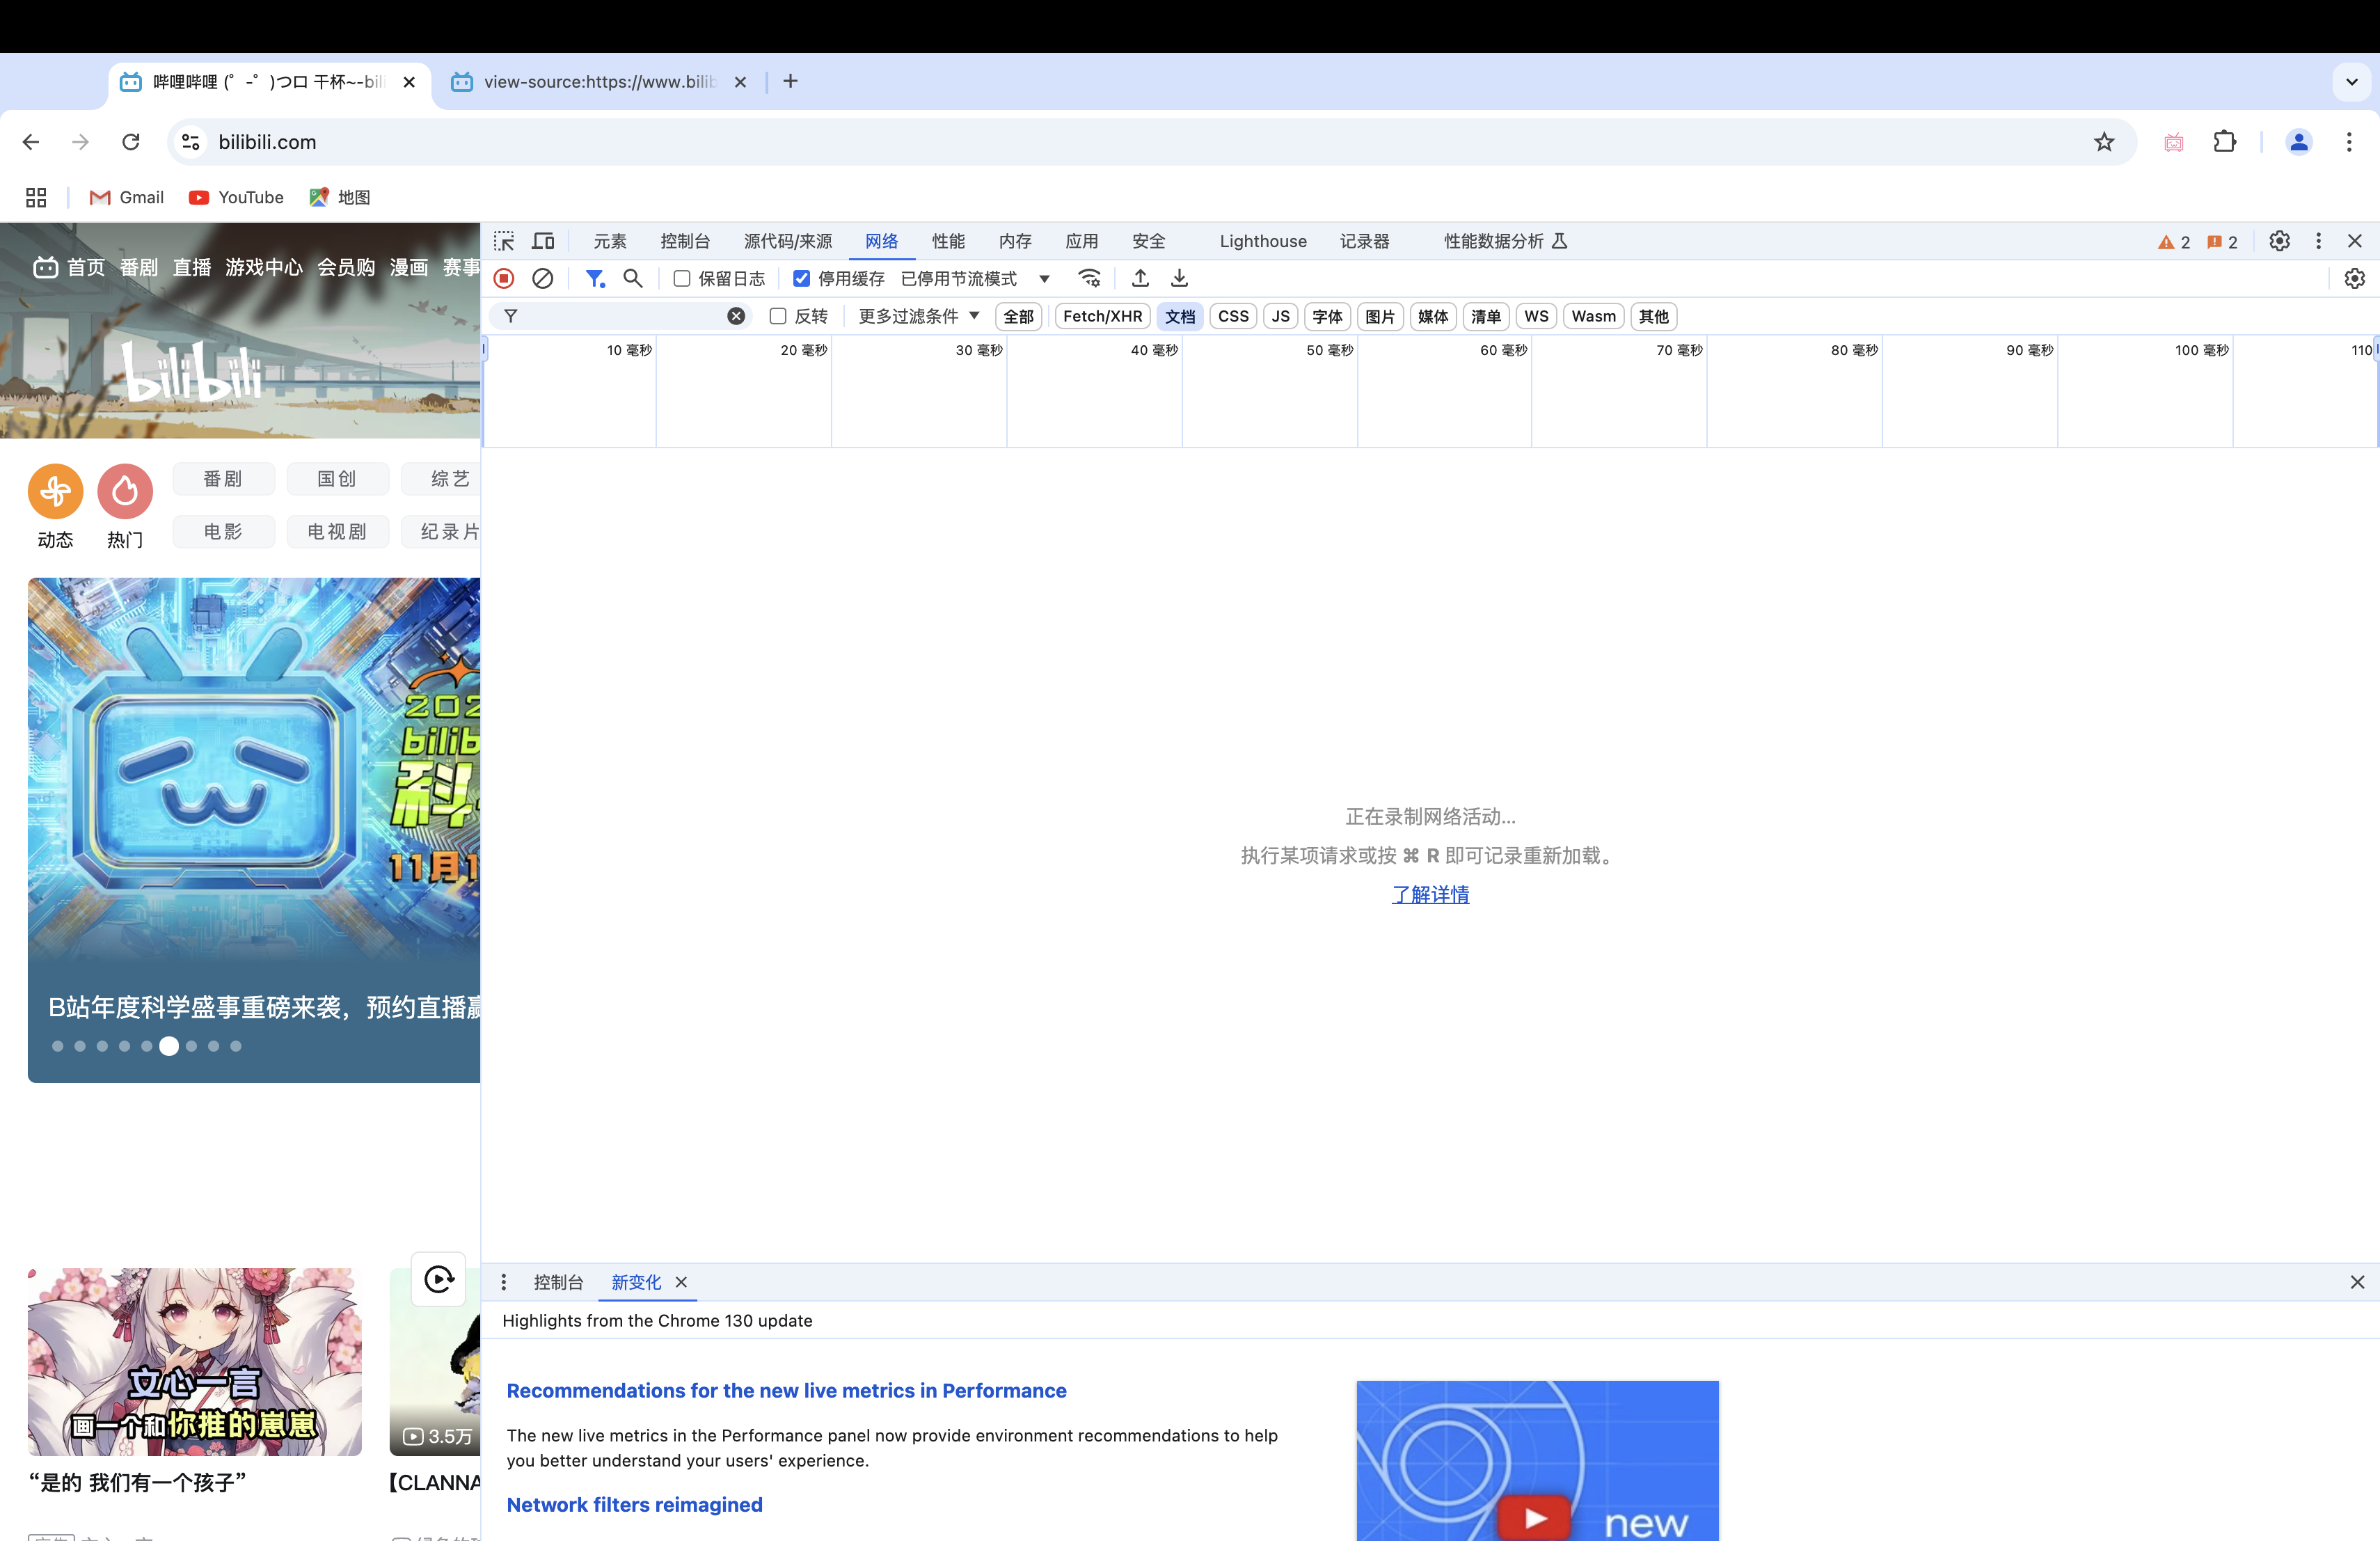 哔哩哔哩 (゜-゜)つロ 干杯~-bili
view-source:https://www.bilib
bilibili.com
Gmail
YouTube
地图
首页 番剧 直播 游戏中心 会员购 漫画 赛事
bilibili
动态
热门
番剧
国创
综艺
电影
电视剧
纪录片
202
bilib
科
11月1
B站年度科学盛事重磅来袭，预约直播赢
立心一言
画一个和你推的崽崽
3.5万
“是的 我们有一个孩子”
【CLANNA
元素
控制台
源代码/来源
网络
性能
内存
应用
安全
Lighthouse
记录器
性能数据分析
2
2
保留日志
停用缓存
已停用节流模式
反转
更多过滤条件
全部
Fetch/XHR
文档
CSS
JS
字体
图片
媒体
清单
WS
Wasm
其他
10 毫秒
20 毫秒
30 毫秒
40 毫秒
50 毫秒
60 毫秒
70 毫秒
80 毫秒
90 毫秒
100 毫秒
110
正在录制网络活动…
执行某项请求或按 ⌘ R 即可记录重新加载。
了解详情
控制台
新变化
Highlights from the Chrome 130 update
Recommendations for the new live metrics in Performance
The new live metrics in the Performance panel now provide environment recommendations to help
you better understand your users' experience.
Network filters reimagined
new